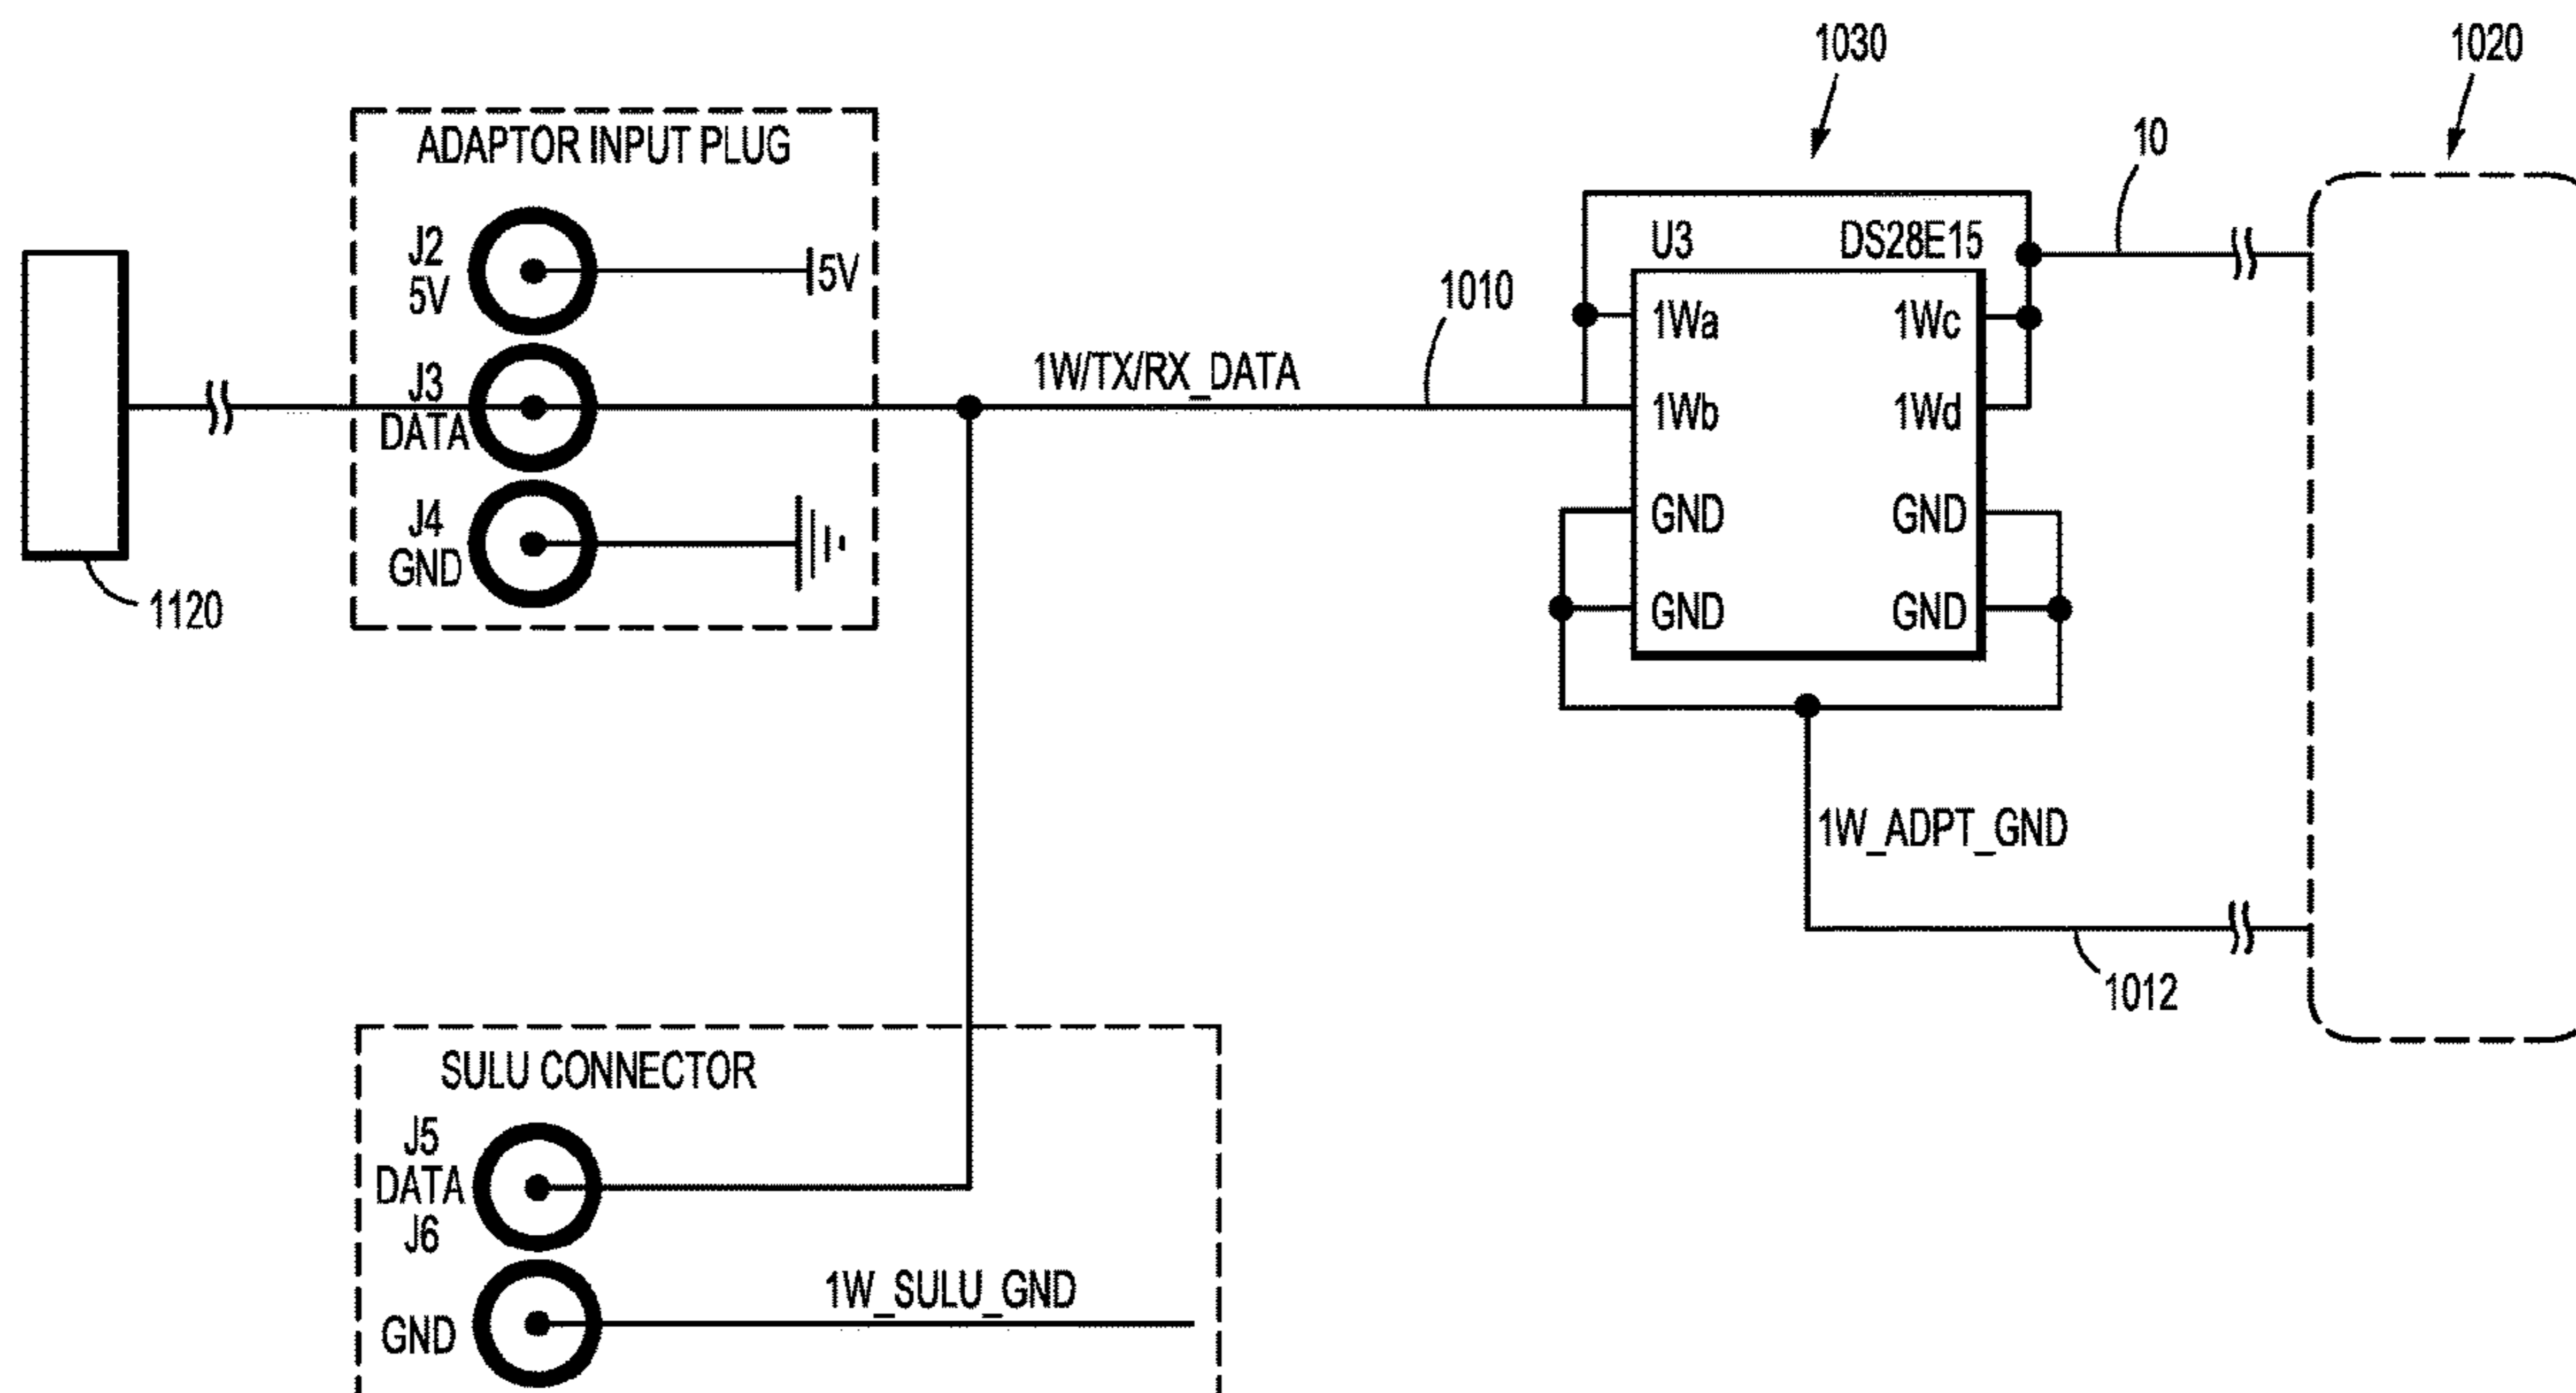 1030
1020
10
ADAPTOR INPUT PLUG
J2
5V
5V
J3
DATA
J4
GND
1120
1W/TX/RX_DATA
1010
U3 DS28E15
1Wa 1Wc
1Wb 1Wd
GND GND
GND GND
1W_ADPT_GND
1012
SULU CONNECTOR
J5
DATA
J6
GND
1W_SULU_GND